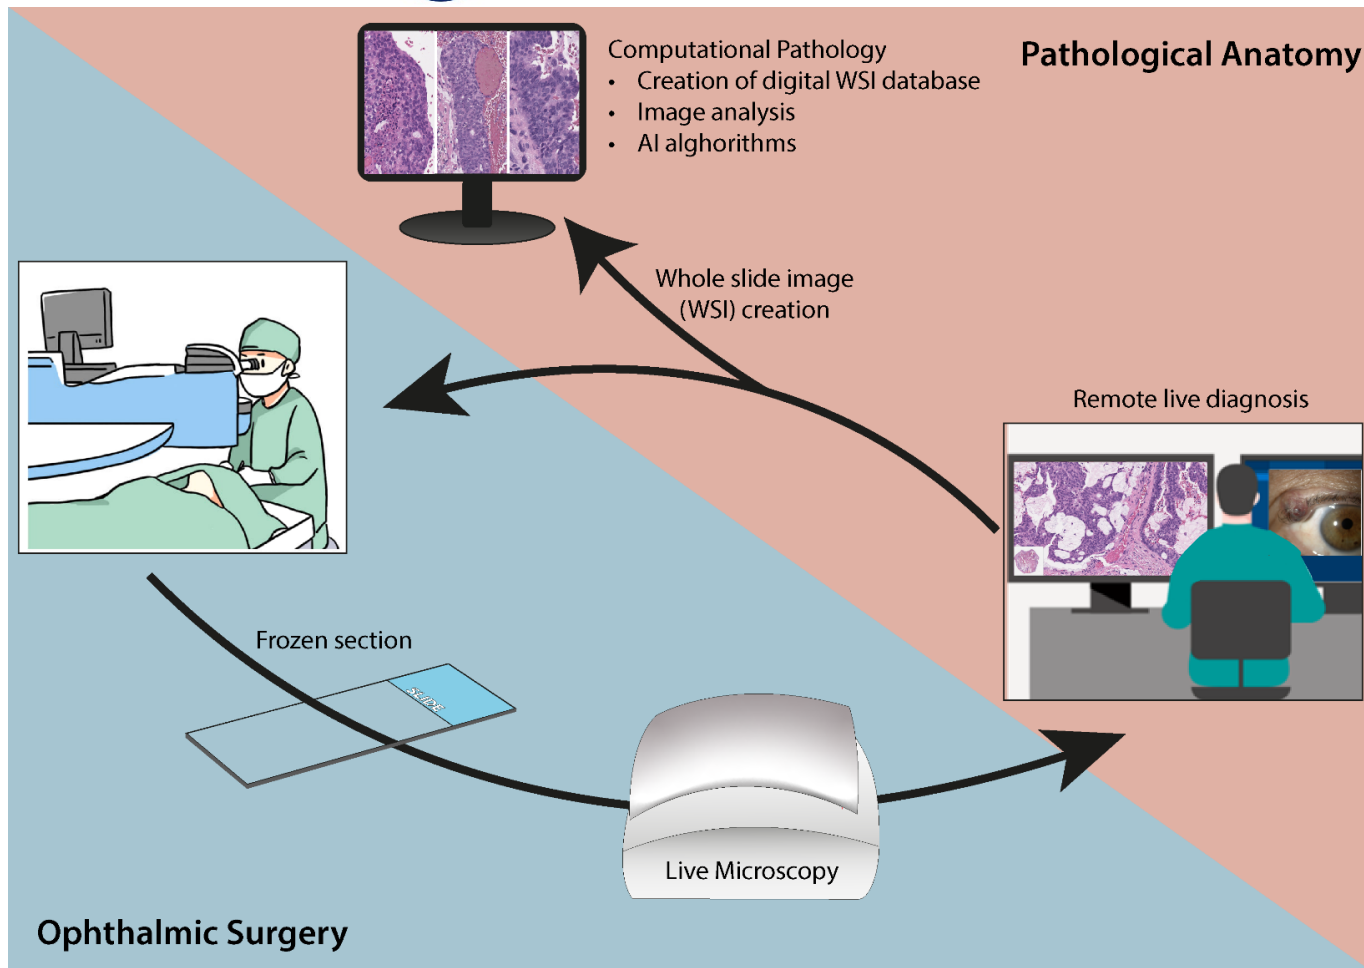 Pathological Anatomy
Computational Pathology
• Creation of digital WSI database
• Image analysis
• AI alghorithms
Whole slide image
(WSI) creation
Remote live diagnosis
Frozen section
SLIDE
Live Microscopy
Ophthalmic Surgery